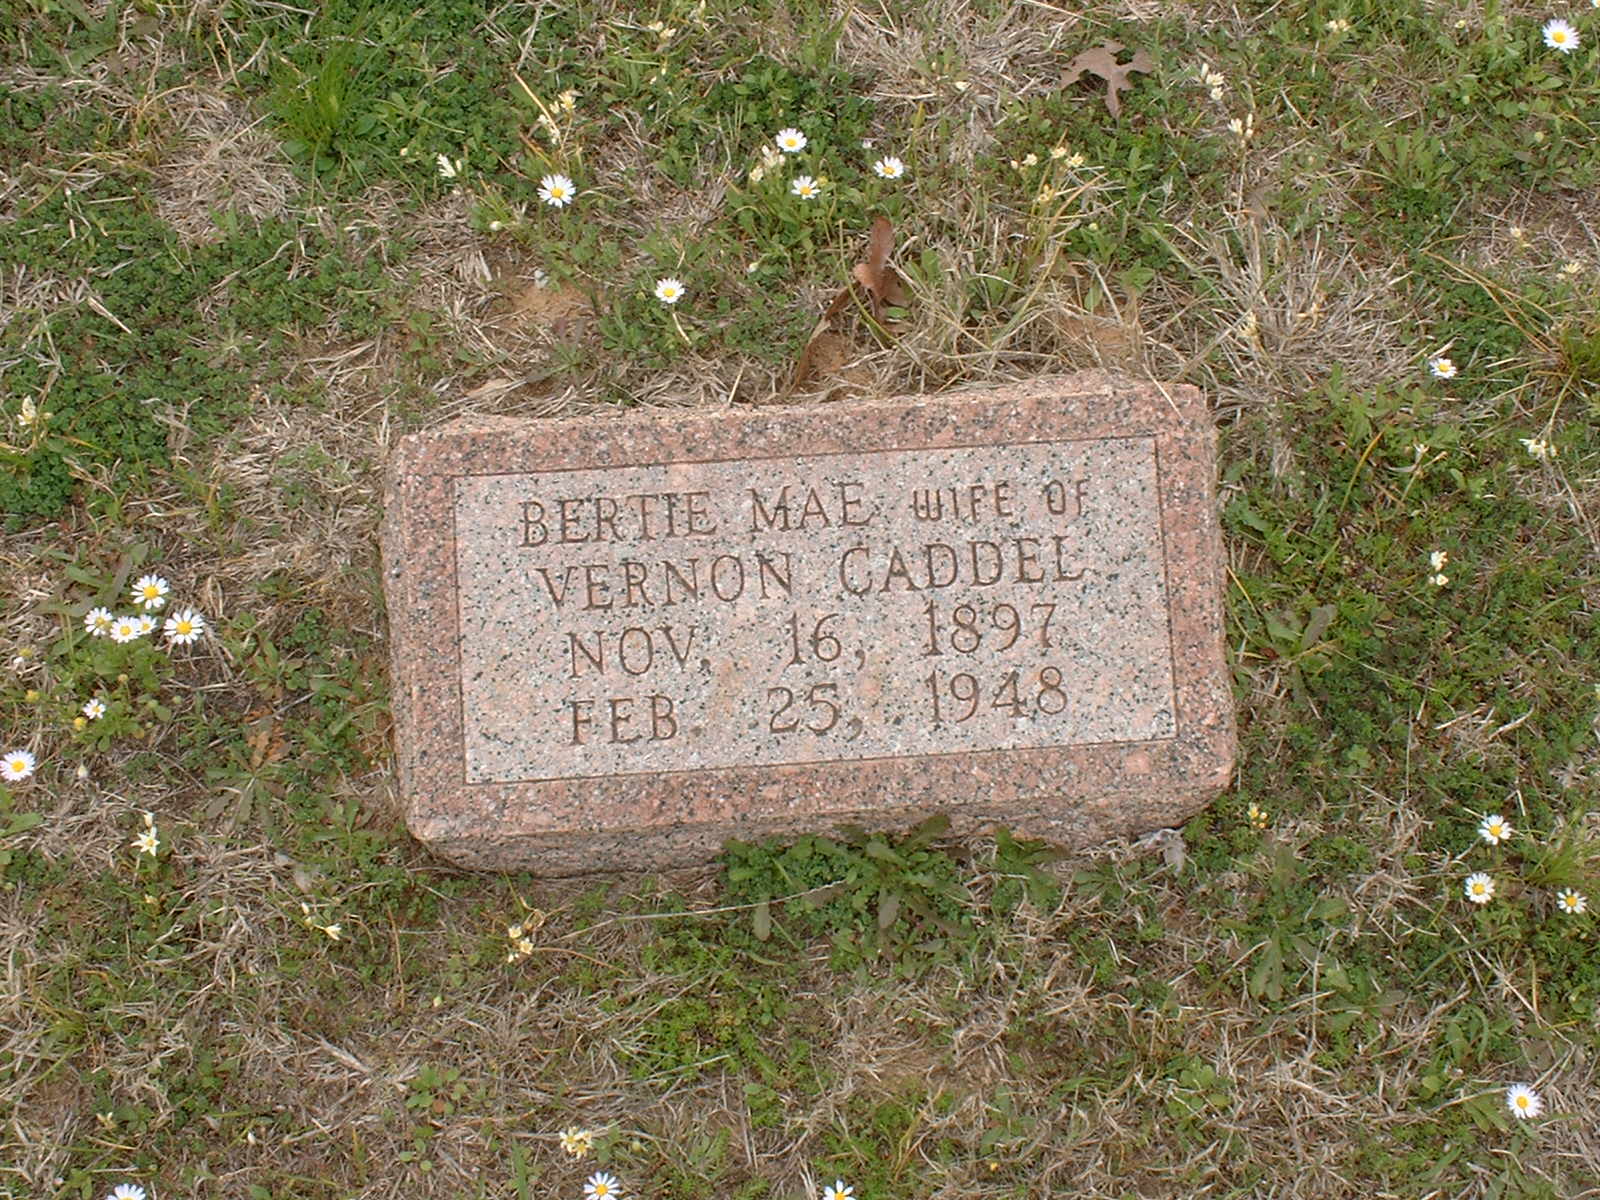 BERTIE MAE WIFE OF
VERNON CADDEL
NOV. 16, 1897
FEB. 25, 1948